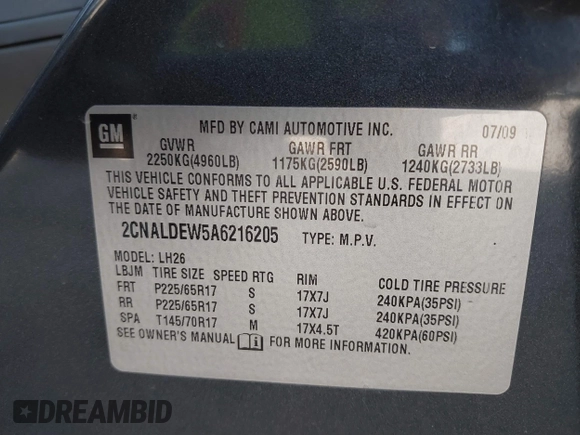 GM
MFD BY CAMI AUTOMOTIVE INC. 07/09
GVWR GAWR FRT GAWR RR
2250KG(4960LB) 1175KG(2590LB) 1240KG(2733LB)
THIS VEHICLE CONFORMS TO ALL APPLICABLE U.S. FEDERAL MOTOR
VEHICLE SAFETY AND THEFT PREVENTION STANDARDS IN EFFECT ON
THE DATE OF MANUFACTURE SHOWN ABOVE.
2CNALDEW5A6216205 TYPE: M.P.V.
MODEL: LH26
LBJM TIRE SIZE SPEED RTG RIM COLD TIRE PRESSURE
FRT P225/65R17 S 17X7J 240KPA(35PSI)
RR P225/65R17 S 17X7J 240KPA(35PSI)
SPA T145/70R17 M 17X4.5T 420KPA(60PSI)
SEE OWNER'S MANUAL i FOR MORE INFORMATION.
DREAMBID